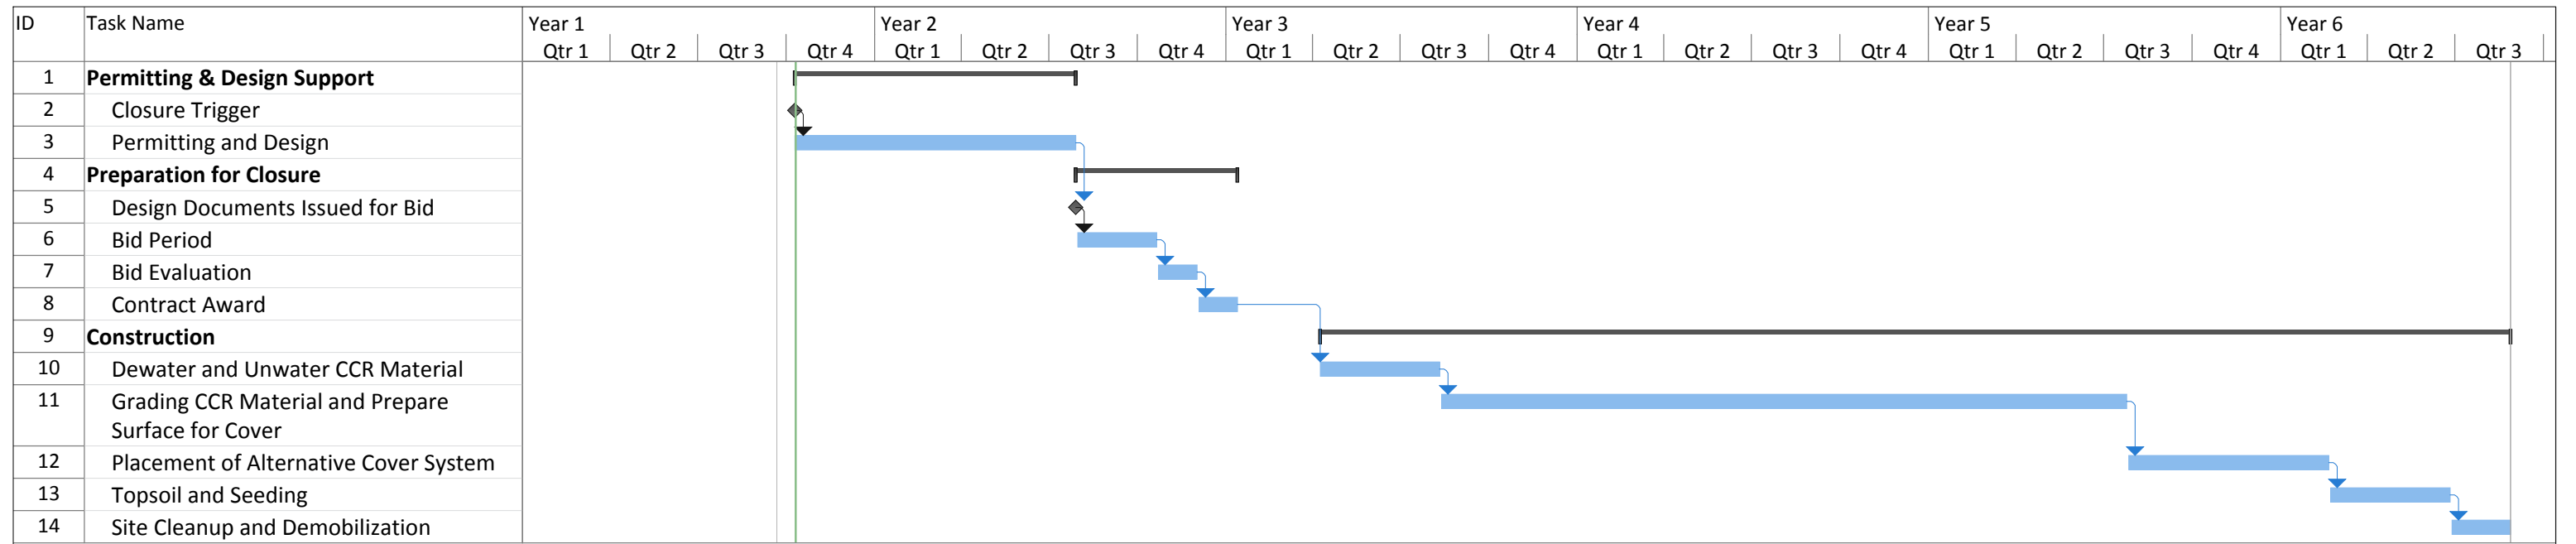 ID Task Name Year 1 Year 2 Year 3 Year 4 Year 5 Year 6
Qtr 1 Qtr 2 Qtr 3 Qtr 4 Qtr 1 Qtr 2 Qtr 3 Qtr 4 Qtr 1 Qtr 2 Qtr 3 Qtr 4 Qtr 1 Qtr 2 Qtr 3 Qtr 4 Qtr 1 Qtr 2 Qtr 3 Qtr 4 Qtr 1 Qtr 2 Qtr 3
1 Permitting & Design Support
2 Closure Trigger
3 Permitting and Design
4 Preparation for Closure
5 Design Documents Issued for Bid
6 Bid Period
7 Bid Evaluation
8 Contract Award
9 Construction
10 Dewater and Unwater CCR Material
11 Grading CCR Material and Prepare
Surface for Cover
12 Placement of Alternative Cover System
13 Topsoil and Seeding
14 Site Cleanup and Demobilization